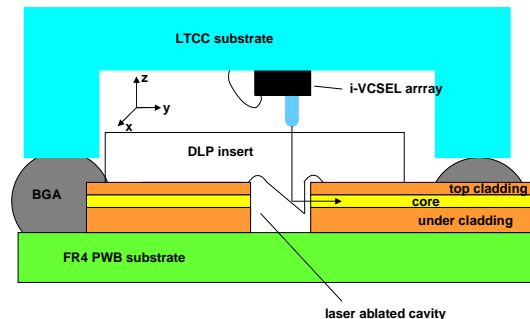 LTCC substrate
i-VCSEL arrray
z
y
x
DLP insert
BGA
top cladding
core
under cladding
FR4 PWB substrate
laser ablated cavity